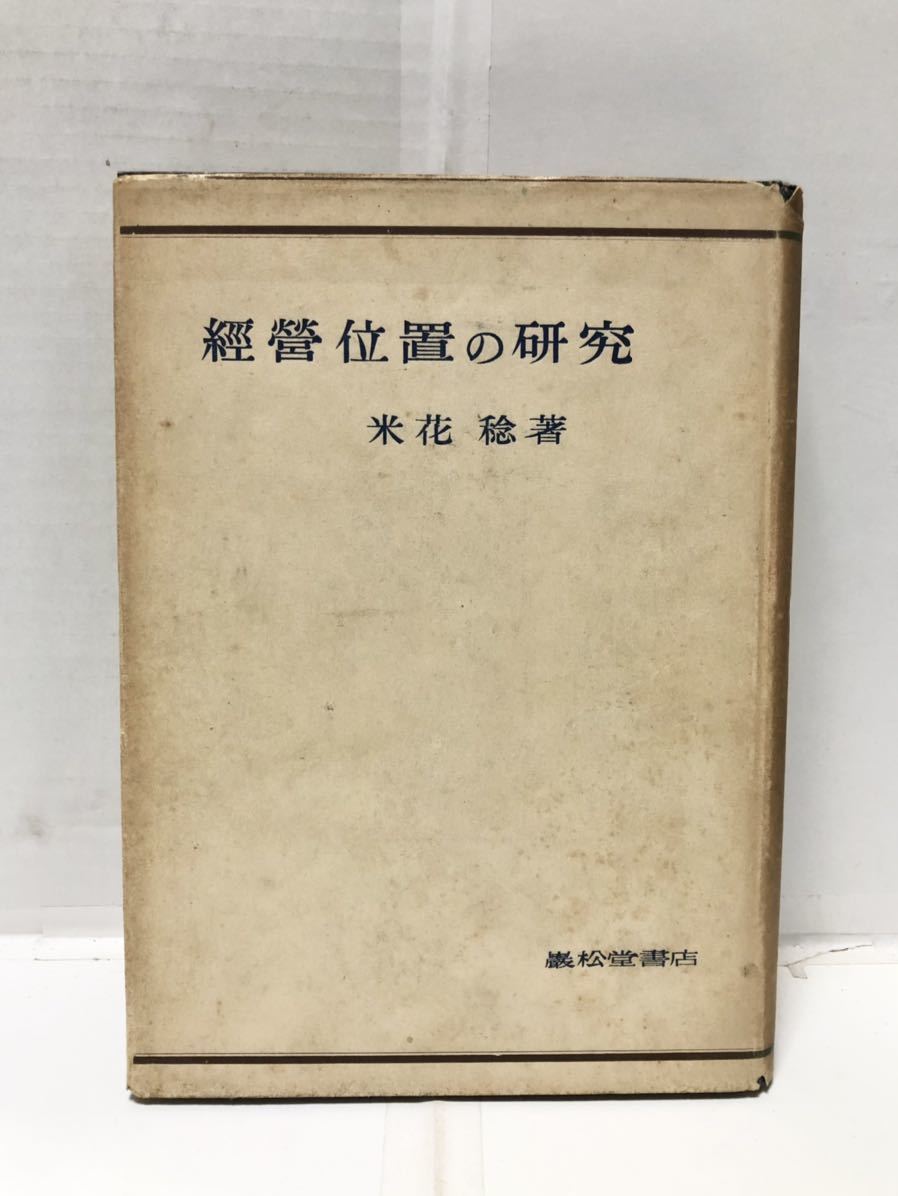 經營位置の研究
米花 稔著
巖松堂書店